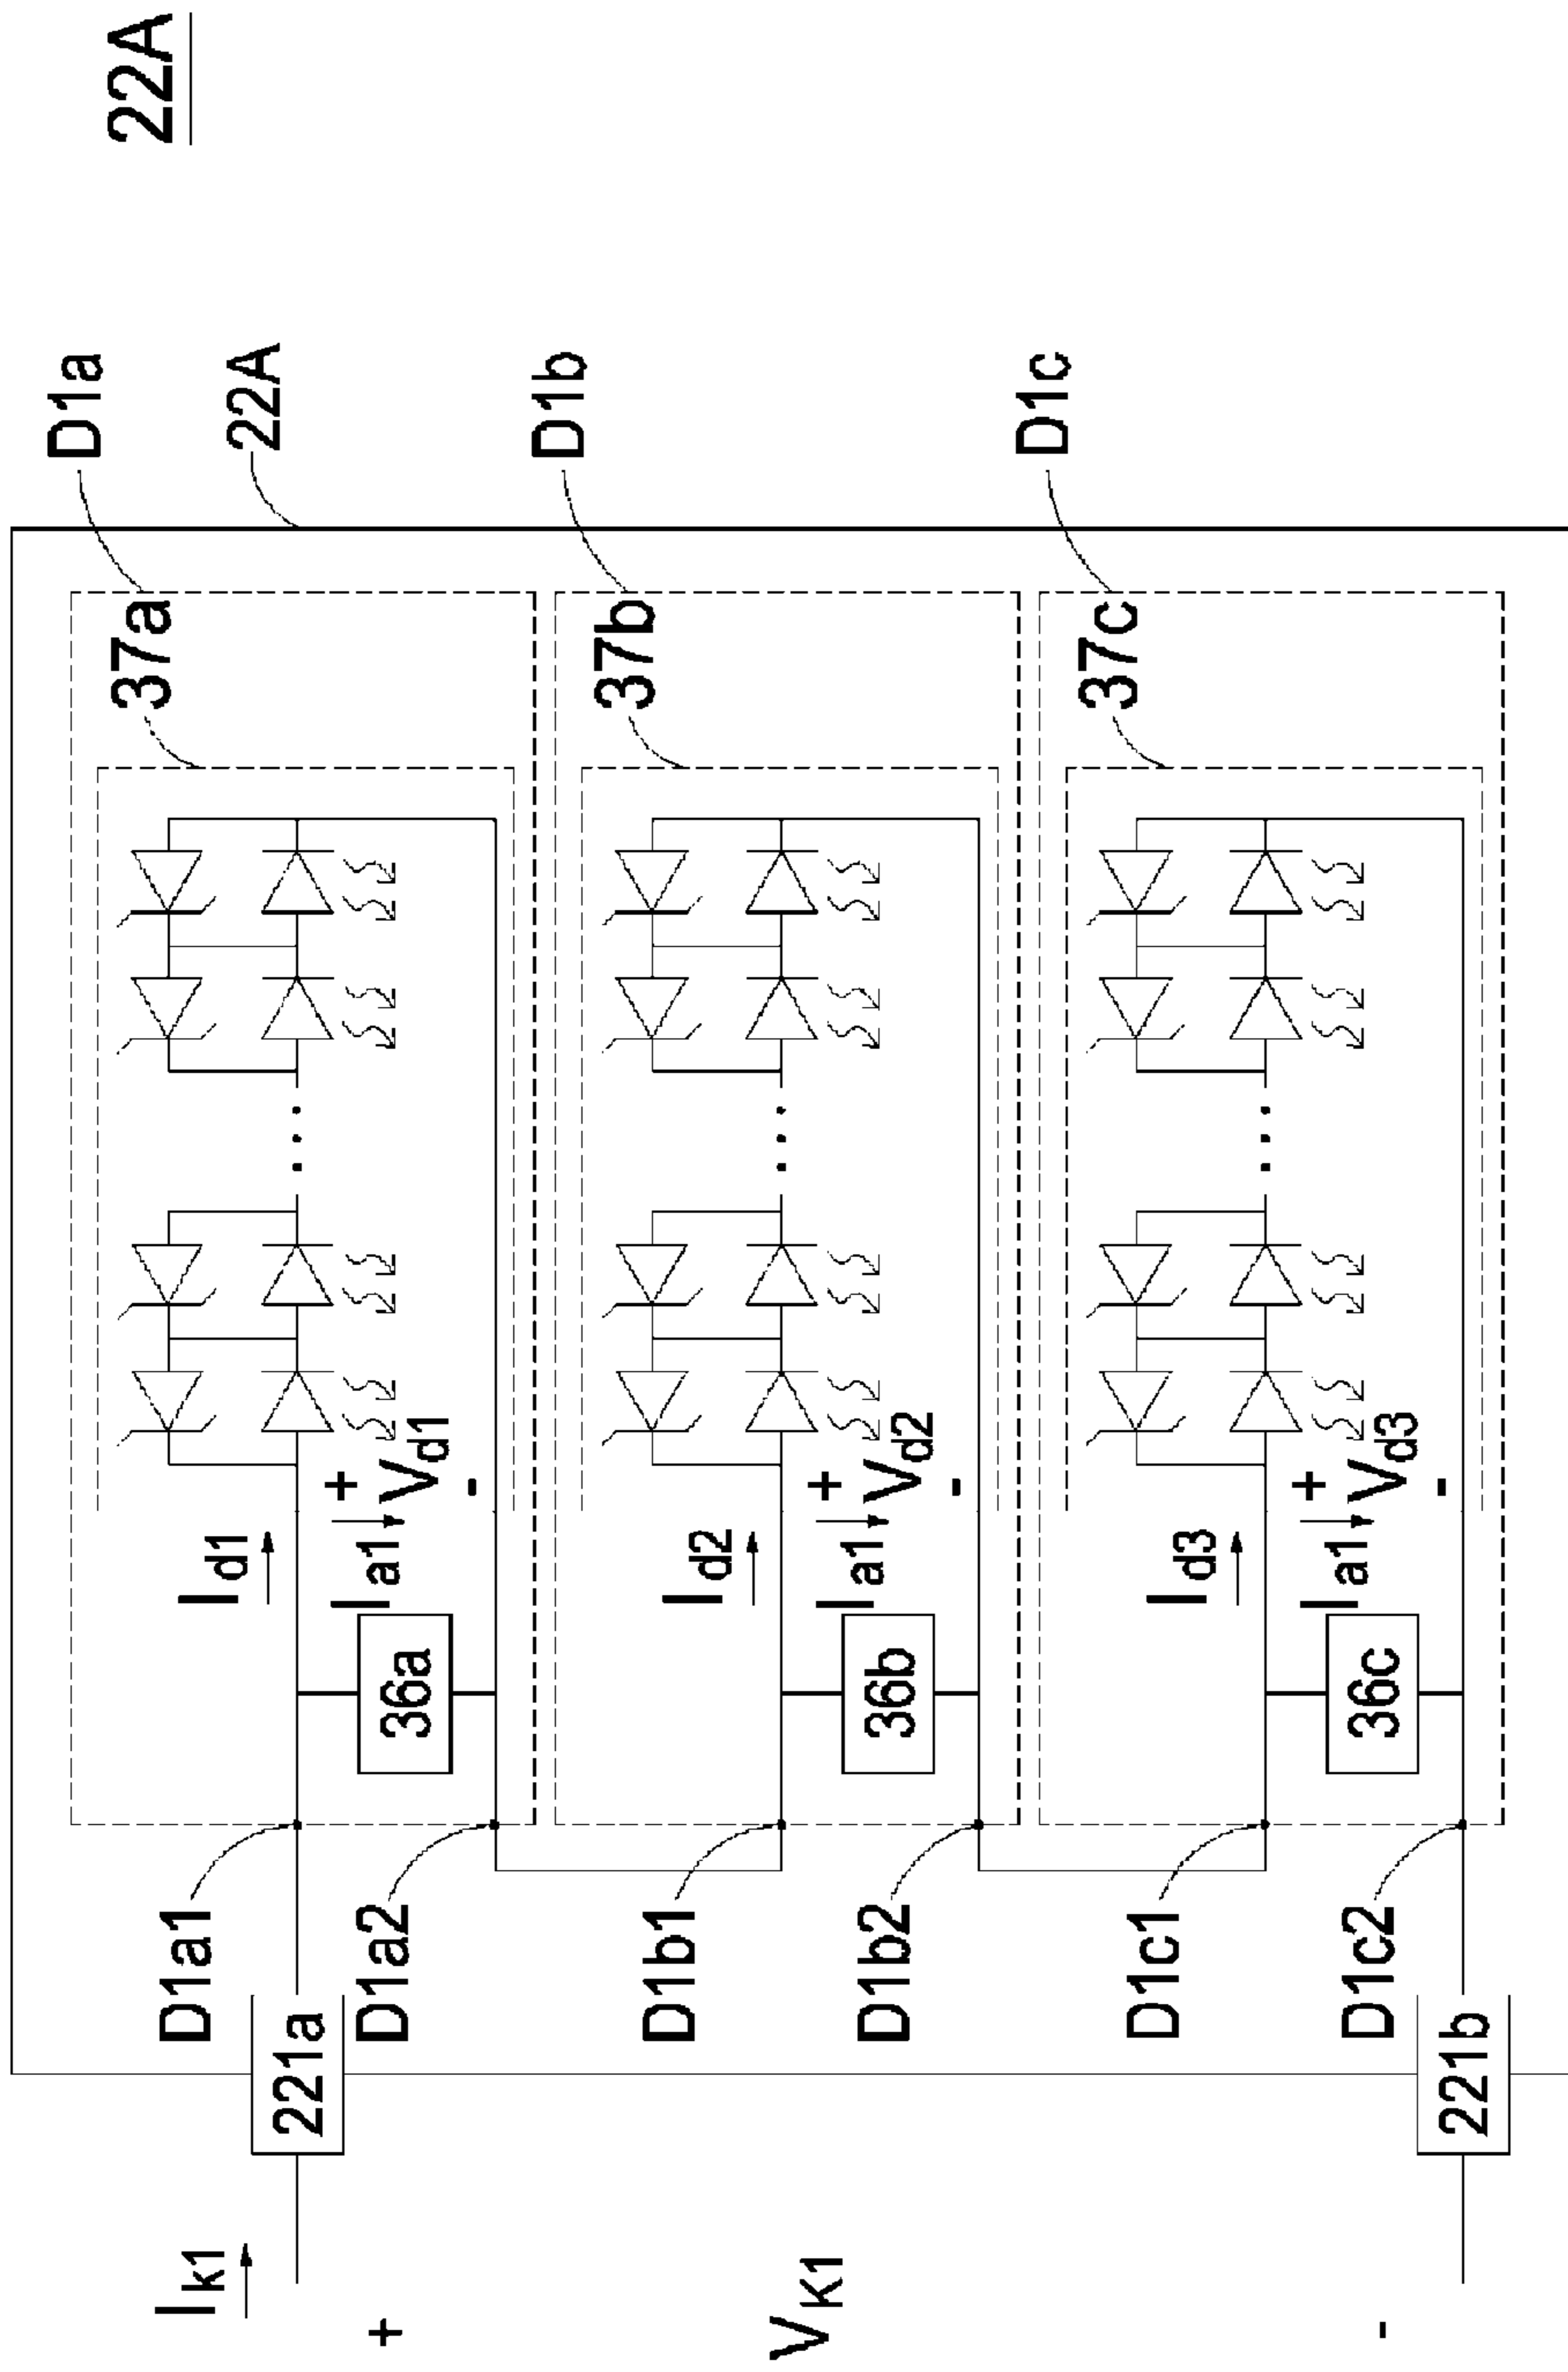 22A
D1a
22A
D1b
D1c
37a
37b
37c
Id1
Ia1
+
Vd1
-
Id2
Ia1
+
Vd2
-
Id3
Ia1
+
Vd3
-
36a
36b
36c
D1a1
D1a2
D1b1
D1b2
D1c1
D1c2
221a
221b
Ik1
+
VK1
-